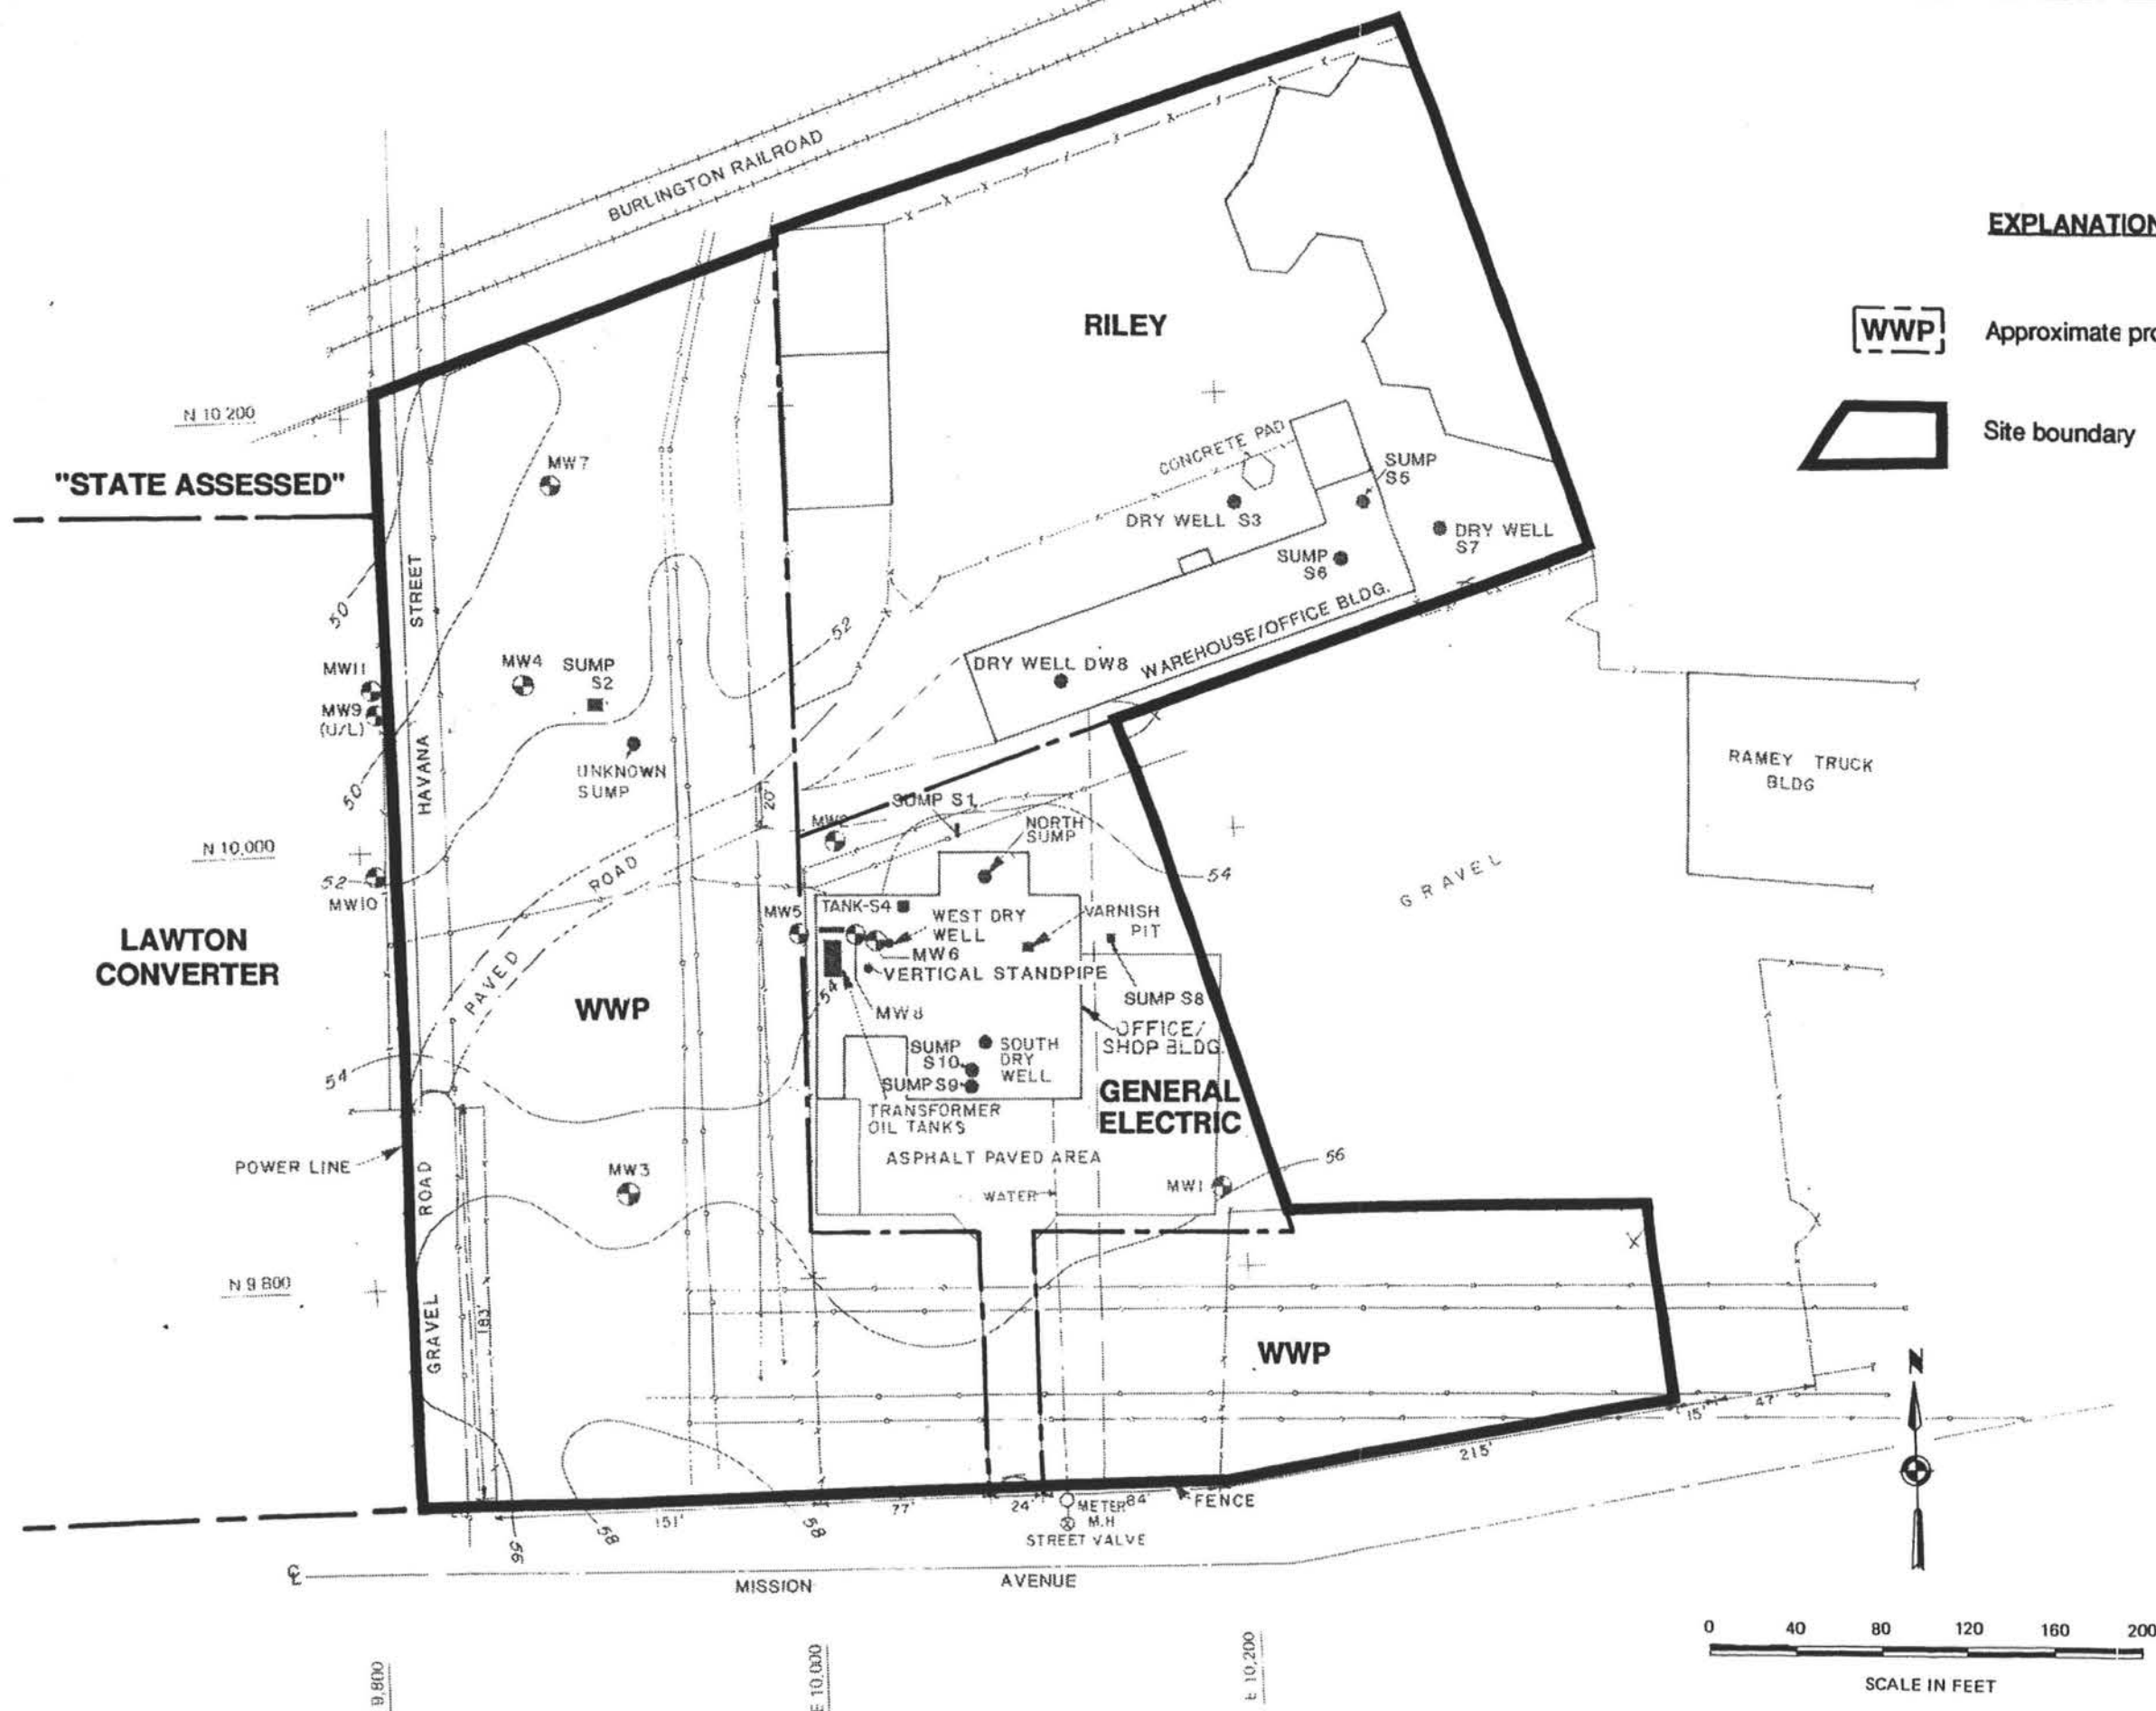 BURLINGTON RAILROAD
EXPLANATION
RILEY
WWP
Approximate pro
Site boundary
N 10 200
"STATE ASSESSED"
MW7
CONCRETE PAD
SUMP
S5
DRY WELL S3
DRY WELL
S7
SUMP
S6
STREET
HAVANA
50
52
MW11
MW9
(U/L)
MW4
SUMP
S2
DRY WELL DW8
WAREHOUSE/OFFICE BLDG.
UNKNOWN
SUMP
50
20'
SUMP S1
MW2
NORTH
SUMP
RAMEY TRUCK
BLDG
N 10,000
52
MW10
ROAD
PAVED
54
GRAVEL
TANK-S4
MW5
WEST DRY
WELL
VARNISH
PIT
MW6
VERTICAL STANDPIPE
LAWTON
CONVERTER
WWP
54
MW8
SUMP S8
OFFICE/
SHOP BLDG.
SUMP
S10
SOUTH
DRY
WELL
SUMP S9
54
GENERAL
ELECTRIC
TRANSFORMER
OIL TANKS
ASPHALT PAVED AREA
POWER LINE
MW3
WATER
MW1
56
ROAD
GRAVEL
N 9 800
183'
WWP
N
15'
47'
215'
151'
77'
24'
84'
METER
M.H
FENCE
STREET VALVE
56
58
58
℄
MISSION AVENUE
9,800
E 10,000
E 10,200
0 40 80 120 160 200
SCALE IN FEET